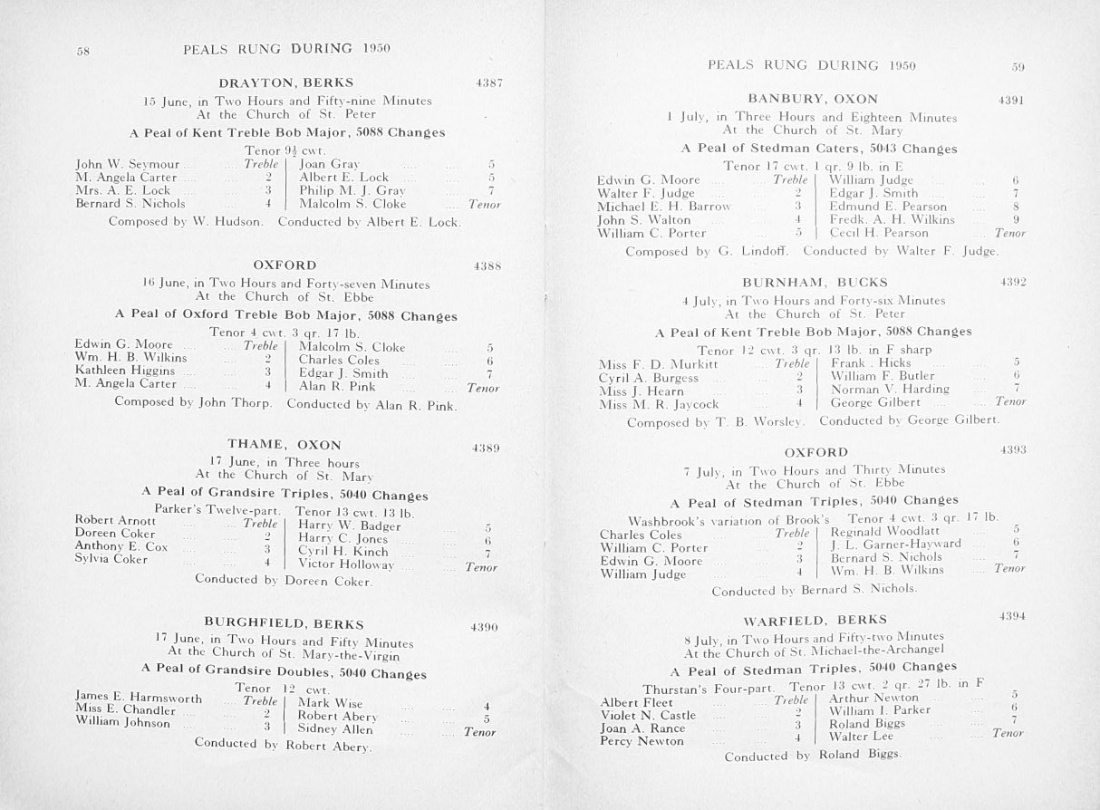 58 PEALS RUNG DURING 1950
DRAYTON, BERKS 4387
15 June, in Two Hours and Fifty-nine Minutes
At the Church of St. Peter
A Peal of Kent Treble Bob Major, 5088 Changes
Tenor 9½ cwt.
John W. Seymour Treble Joan Gray 5
M. Angela Carter 2 Albert E. Lock 5
Mrs. A. E. Lock 3 Philip M. J. Gray 7
Bernard S. Nichols 4 Malcolm S. Cloke Tenor
Composed by W. Hudson. Conducted by Albert E. Lock.
OXFORD 4388
16 June, in Two Hours and Forty-seven Minutes
At the Church of St. Ebbe
A Peal of Oxford Treble Bob Major, 5088 Changes
Tenor 4 cwt. 3 qr. 17 lb.
Edwin G. Moore Treble Malcolm S. Cloke 5
Wm. H. B. Wilkins 2 Charles Coles 6
Kathleen Higgins 3 Edgar J. Smith 7
M. Angela Carter 4 Alan R. Pink Tenor
Composed by John Thorp. Conducted by Alan R. Pink.
THAME, OXON 4389
17 June, in Three hours
At the Church of St. Mary
A Peal of Grandsire Triples, 5040 Changes
Parker's Twelve-part. Tenor 13 cwt. 13 lb.
Robert Arnott Treble Harry W. Badger 5
Doreen Coker 2 Harry C. Jones 6
Anthony E. Cox 3 Cyril H. Kinch 7
Sylvia Coker 4 Victor Holloway Tenor
Conducted by Doreen Coker.
BURGHFIELD, BERKS 4390
17 June, in Two Hours and Fifty Minutes
At the Church of St. Mary-the-Virgin
A Peal of Grandsire Doubles, 5040 Changes
Tenor 12 cwt.
James E. Harmsworth Treble Mark Wise 4
Miss E. Chandler 2 Robert Abery 5
William Johnson 3 Sidney Allen Tenor
Conducted by Robert Abery.
PEALS RUNG DURING 1950 59
BANBURY, OXON 4391
1 July, in Three Hours and Eighteen Minutes
At the Church of St. Mary
A Peal of Stedman Caters, 5043 Changes
Tenor 17 cwt. 1 qr. 9 lb. in E
Edwin G. Moore Treble William Judge 6
Walter F. Judge 2 Edgar J. Smith 7
Michael E. H. Barrow 3 Edmund E. Pearson 8
John S. Walton 4 Fredk. A. H. Wilkins 9
William C. Porter 5 Cecil H. Pearson Tenor
Composed by G. Lindoff. Conducted by Walter F. Judge.
BURNHAM, BUCKS 4392
4 July, in Two Hours and Forty-six Minutes
At the Church of St. Peter
A Peal of Kent Treble Bob Major, 5088 Changes
Tenor 12 cwt. 3 qr. 13 lb. in F sharp
Miss F. D. Murkitt Treble Frank . Hicks 5
Cyril A. Burgess 2 William F. Butler 6
Miss J. Hearn 3 Norman V. Harding 7
Miss M. R. Jaycock 4 George Gilbert Tenor
Composed by T. B. Worsley. Conducted by George Gilbert.
OXFORD 4393
7 July, in Two Hours and Thirty Minutes
At the Church of St. Ebbe
A Peal of Stedman Triples, 5040 Changes
Washbrook's variation of Brook's Tenor 4 cwt. 3 qr. 17 lb.
Charles Coles Treble Reginald Woodlatt 5
William C. Porter 2 J. L. Garner-Hayward 6
Edwin G. Moore 3 Bernard S. Nichols 7
William Judge 4 Wm. H. B. Wilkins Tenor
Conducted by Bernard S. Nichols.
WARFIELD, BERKS 4394
8 July, in Two Hours and Fifty-two Minutes
At the Church of St. Michael-the-Archangel
A Peal of Stedman Triples, 5040 Changes
Thurstan's Four-part. Tenor 13 cwt. 2 qr. 27 lb. in F
Albert Fleet Treble Arthur Newton 5
Violet N. Castle 2 William I. Parker 6
Joan A. Rance 3 Roland Biggs 7
Percy Newton 4 Walter Lee Tenor
Conducted by Roland Biggs.